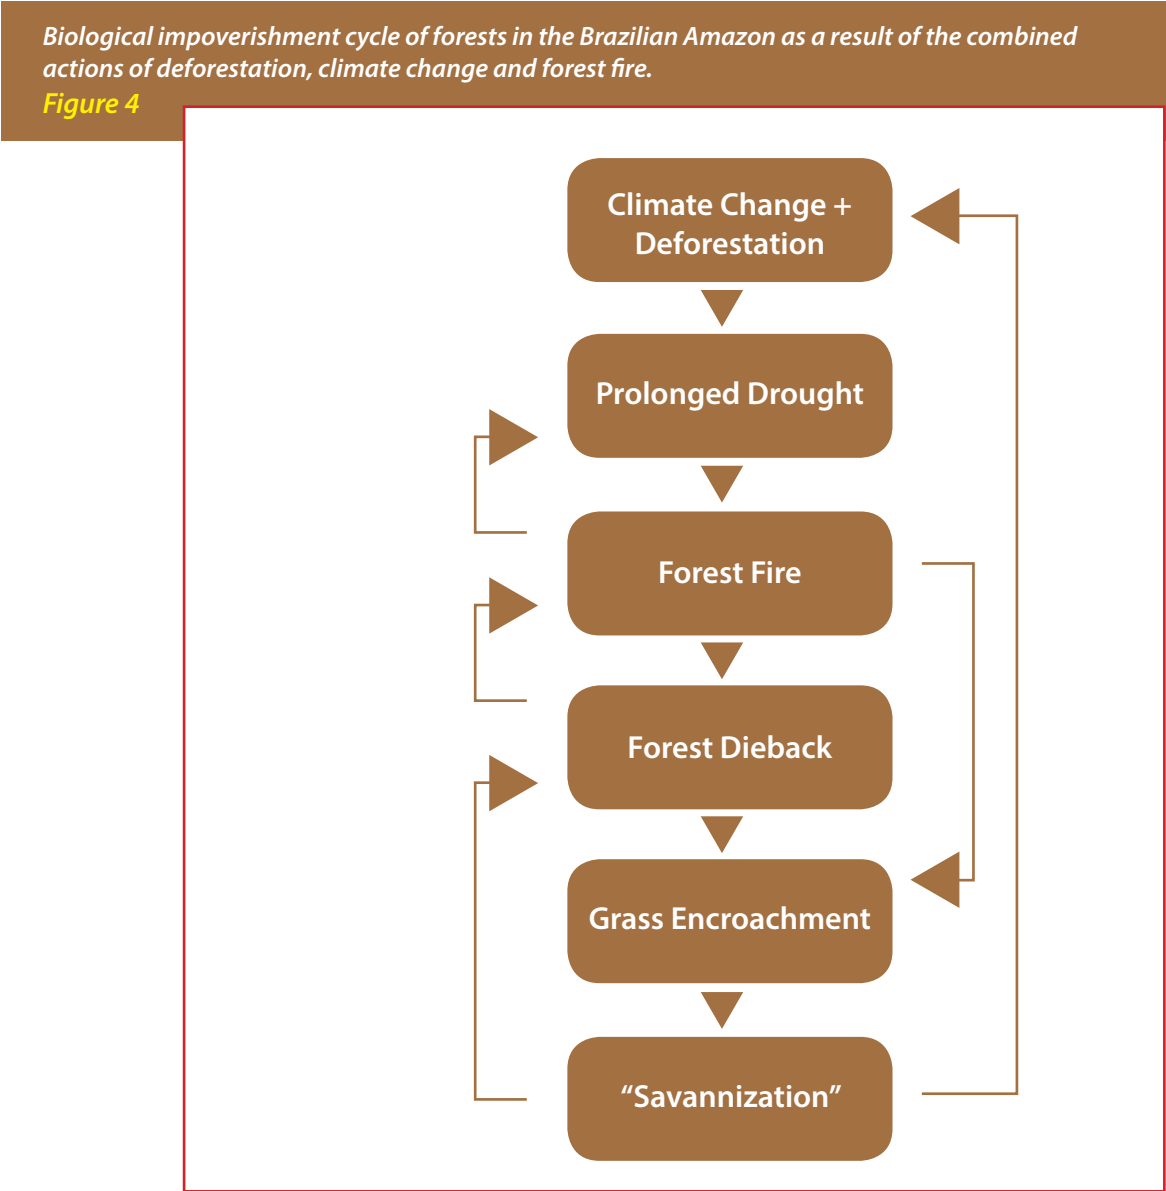 Biological impoverishment cycle of forests in the Brazilian Amazon as a result of the combined
actions of deforestation, climate change and forest fire.
Figure 4
Climate Change +
Deforestation
Prolonged Drought
Forest Fire
Forest Dieback
Grass Encroachment
“Savannization”